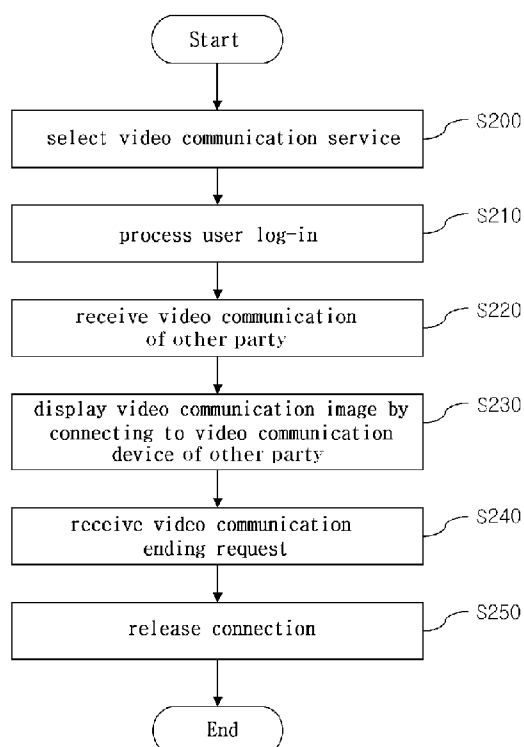 Start
select video communication service
S200
process user log-in
S210
receive video communication
of other party
S220
display video communication image by
connecting to video communication
device of other party
S230
receive video communication
ending request
S240
release connection
S250
End